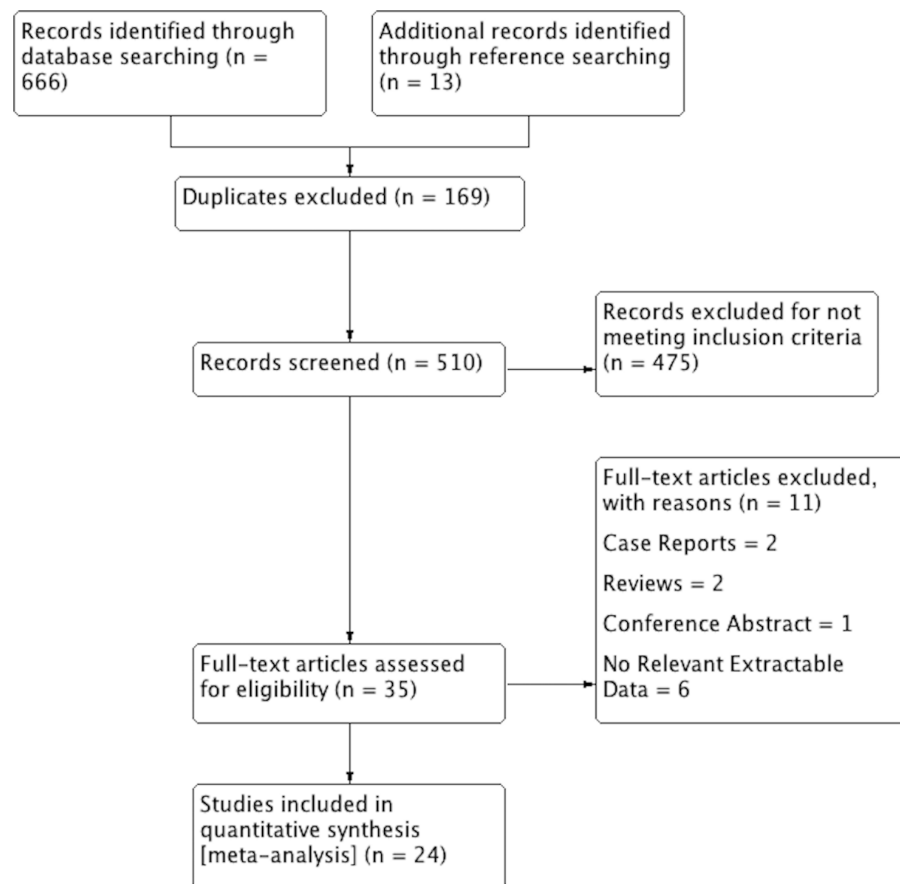 Records identified through
database searching (n =
666)
Additional records identified
through reference searching
(n = 13)
Duplicates excluded (n = 169)
Records screened (n = 510)
Records excluded for not
meeting inclusion criteria
(n = 475)
Full-text articles excluded,
with reasons (n = 11)
Case Reports = 2
Reviews = 2
Conference Abstract = 1
No Relevant Extractable
Data = 6
Full-text articles assessed
for eligibility (n = 35)
Studies included in
quantitative synthesis
[meta-analysis] (n = 24)